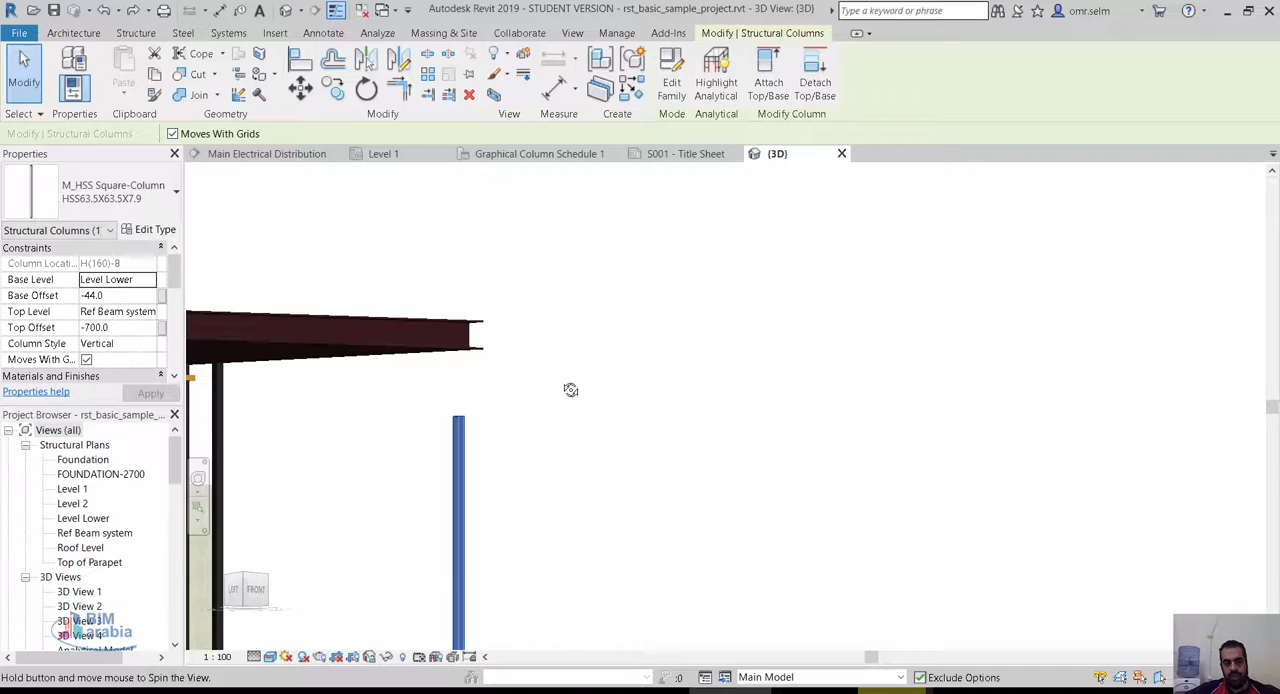 Autodesk Revit 2019 - STUDENT VERSION - rst_basic_sample_project.rvt - 3D View: {3D}
Type a keyword or phrase
omr.selm
File Architecture Structure Steel Systems Insert Annotate Analyze Massing & Site Collaborate View Manage Add-Ins Modify | Structural Columns
Modify
Paste
Cope
Cut
Join
Edit Family
Highlight Analytical
Attach Top/Base
Detach Top/Base
Select Properties Clipboard Geometry Modify View Measure Create Mode Analytical Modify Column
Modify | Structural Columns Moves With Grids
Properties
Main Electrical Distribution Level 1 Graphical Column Schedule 1 S001 - Title Sheet {3D}
M_HSS Square-Column
HSS63.5X63.5X7.9
Structural Columns (1 Edit Type
Constraints
Column Locati... H(160)-8
Base Level Level Lower
Base Offset -44.0
Top Level Ref Beam system
Top Offset -700.0
Column Style Vertical
Moves With G...
Materials and Finishes
Properties help Apply
Project Browser - rst_basic_sample_...
Views (all)
Structural Plans
Foundation
FOUNDATION-2700
Level 1
Level 2
Level Lower
Ref Beam system
Roof Level
Top of Parapet
3D Views
3D View 1
3D View 2
3D View 3
3D View 4
BIM
arabia
LEFT FRONT
1 : 100
Hold button and move mouse to Spin the View.
:0 Main Model Exclude Options